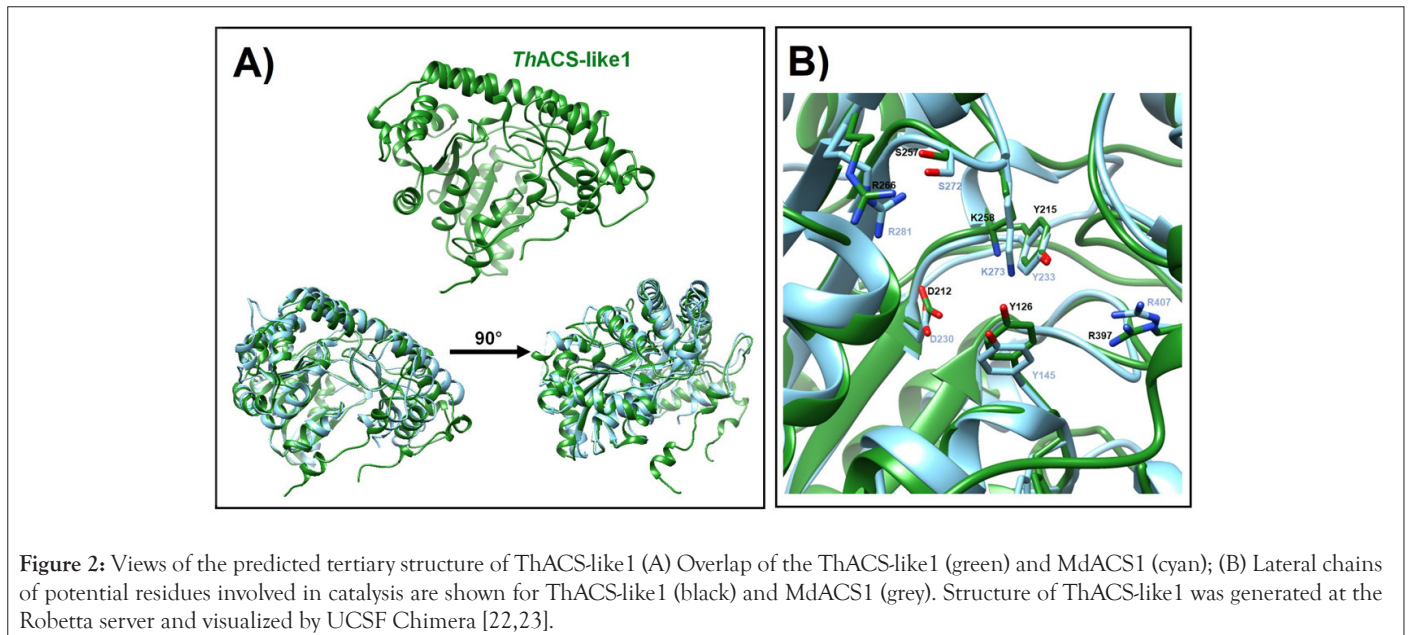 A)
ThACS-like1
90°
B)
S257
S272
R266
R281
K258
Y215
K273
Y233
D212
D230
Y126
Y145
R407
R397
Figure 2: Views of the predicted tertiary structure of ThACS-like1 (A) Overlap of the ThACS-like1 (green) and MdACS1 (cyan); (B) Lateral chains
of potential residues involved in catalysis are shown for ThACS-like1 (black) and MdACS1 (grey). Structure of ThACS-like1 was generated at the
Robetta server and visualized by UCSF Chimera [22,23].